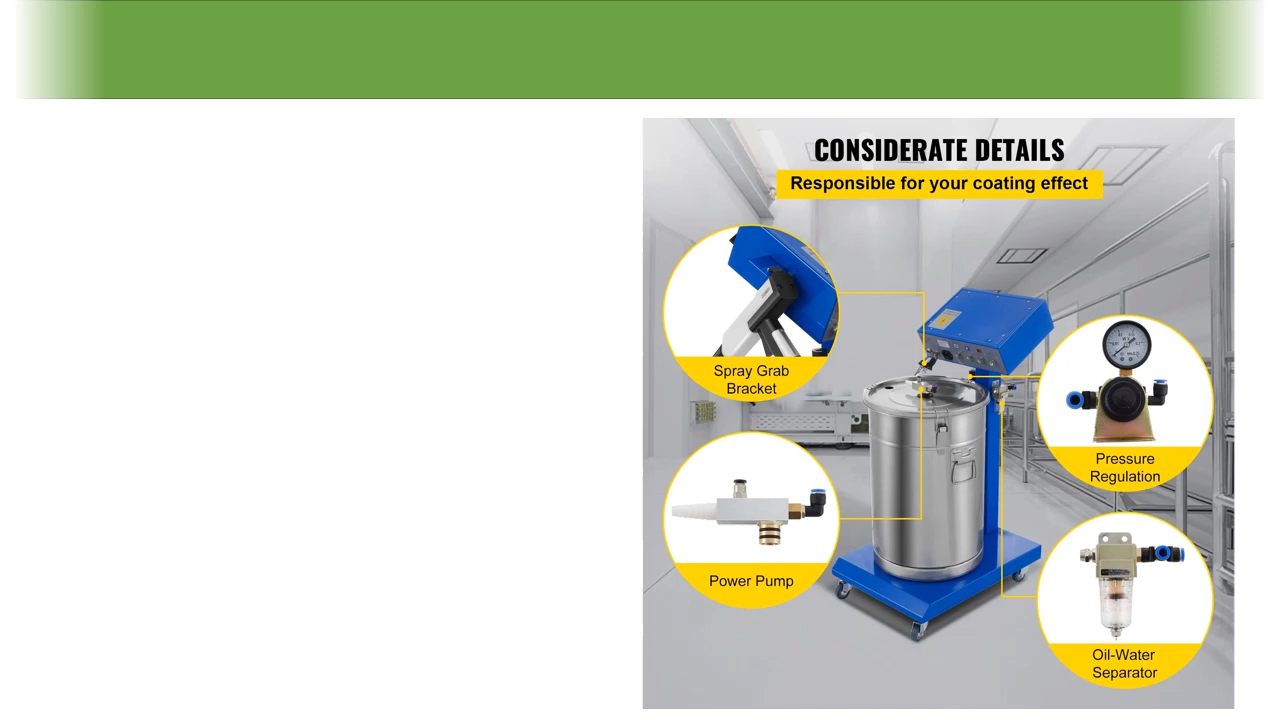 CONSIDERATE DETAILS
Responsible for your coating effect
Spray Grab
Bracket
Pressure
Regulation
Power Pump
Oil-Water
Separator